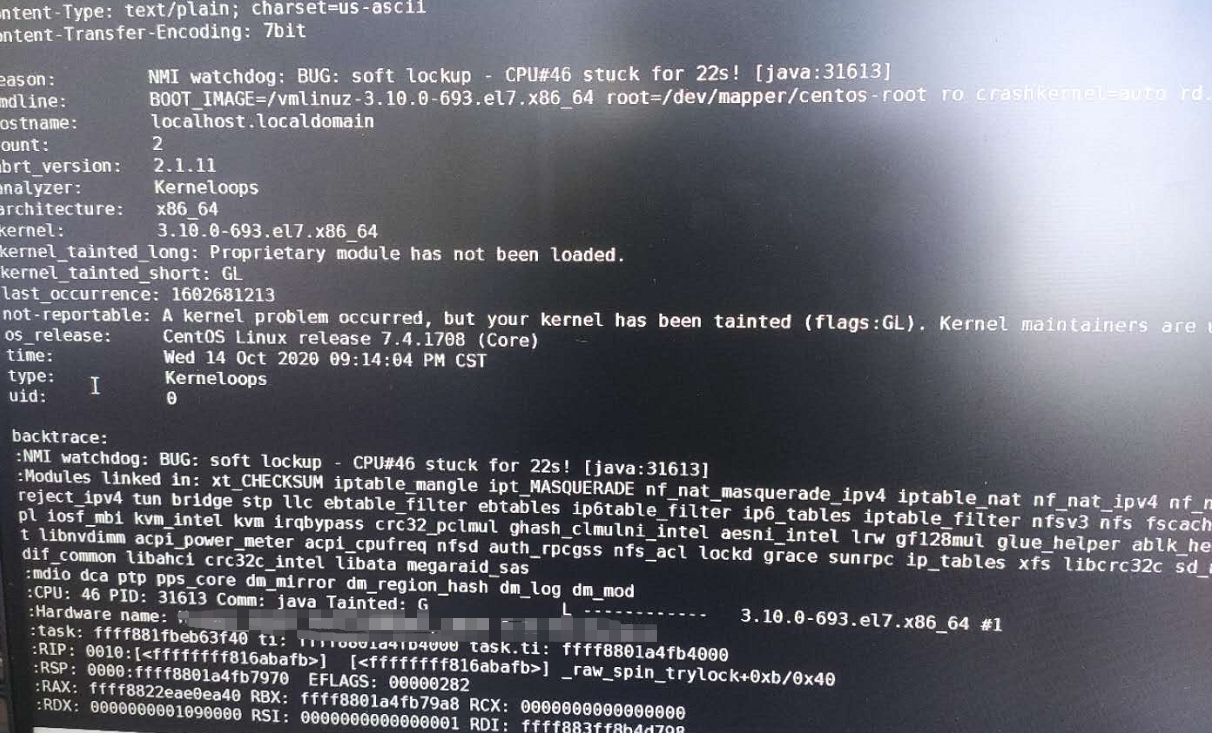 ntent-Type: text/plain; charset=us-ascii
ntent-Transfer-Encoding: 7bit
eason: NMI watchdog: BUG: soft lockup - CPU#46 stuck for 22s! [java:31613]
mdline: BOOT_IMAGE=/vmlinuz-3.10.0-693.el7.x86_64 root=/dev/mapper/centos-root ro crashkernel=auto rd.
ostname: localhost.localdomain
ount: 2
abrt_version: 2.1.11
analyzer: Kerneloops
architecture: x86_64
kernel: 3.10.0-693.el7.x86_64
kernel_tainted_long: Proprietary module has not been loaded.
kernel_tainted_short: GL
last_occurrence: 1602681213
not-reportable: A kernel problem occurred, but your kernel has been tainted (flags:GL). Kernel maintainers are
os_release: CentOS Linux release 7.4.1708 (Core)
time: Wed 14 Oct 2020 09:14:04 PM CST
type: Kerneloops
uid: 0
backtrace:
:NMI watchdog: BUG: soft lockup - CPU#46 stuck for 22s! [java:31613]
:Modules linked in: xt_CHECKSUM iptable_mangle ipt_MASQUERADE nf_nat_masquerade_ipv4 iptable_nat nf_nat_ipv4 nf_n
reject_ipv4 tun bridge stp llc ebtable_filter ebtables ip6table_filter ip6_tables iptable_filter nfsv3 nfs fscach
pl iosf_mbi kvm_intel kvm irqbypass crc32_pclmul ghash_clmulni_intel aesni_intel lrw gf128mul glue_helper ablk_he
t libnvdimm acpi_power_meter acpi_cpufreq nfsd auth_rpcgss nfs_acl lockd grace sunrpc ip_tables xfs libcrc32c sd_
dif_common libahci crc32c_intel libata megaraid_sas
:mdio dca ptp pps_core dm_mirror dm_region_hash dm_log dm_mod
:CPU: 46 PID: 31613 Comm: java Tainted: G L ------------ 3.10.0-693.el7.x86_64 #1
:Hardware name:
:task: ffff881fbeb63f40 ti: ffff8801a4fb4000 task.ti: ffff8801a4fb4000
:RIP: 0010:[<ffffffff816abafb>] [<ffffffff816abafb>] _raw_spin_trylock+0xb/0x40
:RSP: 0000:ffff8801a4fb7970 EFLAGS: 00000282
:RAX: ffff8822eae0ea40 RBX: ffff8801a4fb79a8 RCX: 0000000000000000
:RDX: 0000000001090000 RSI: 0000000000000001 RDI: ffff883ff8b4d798